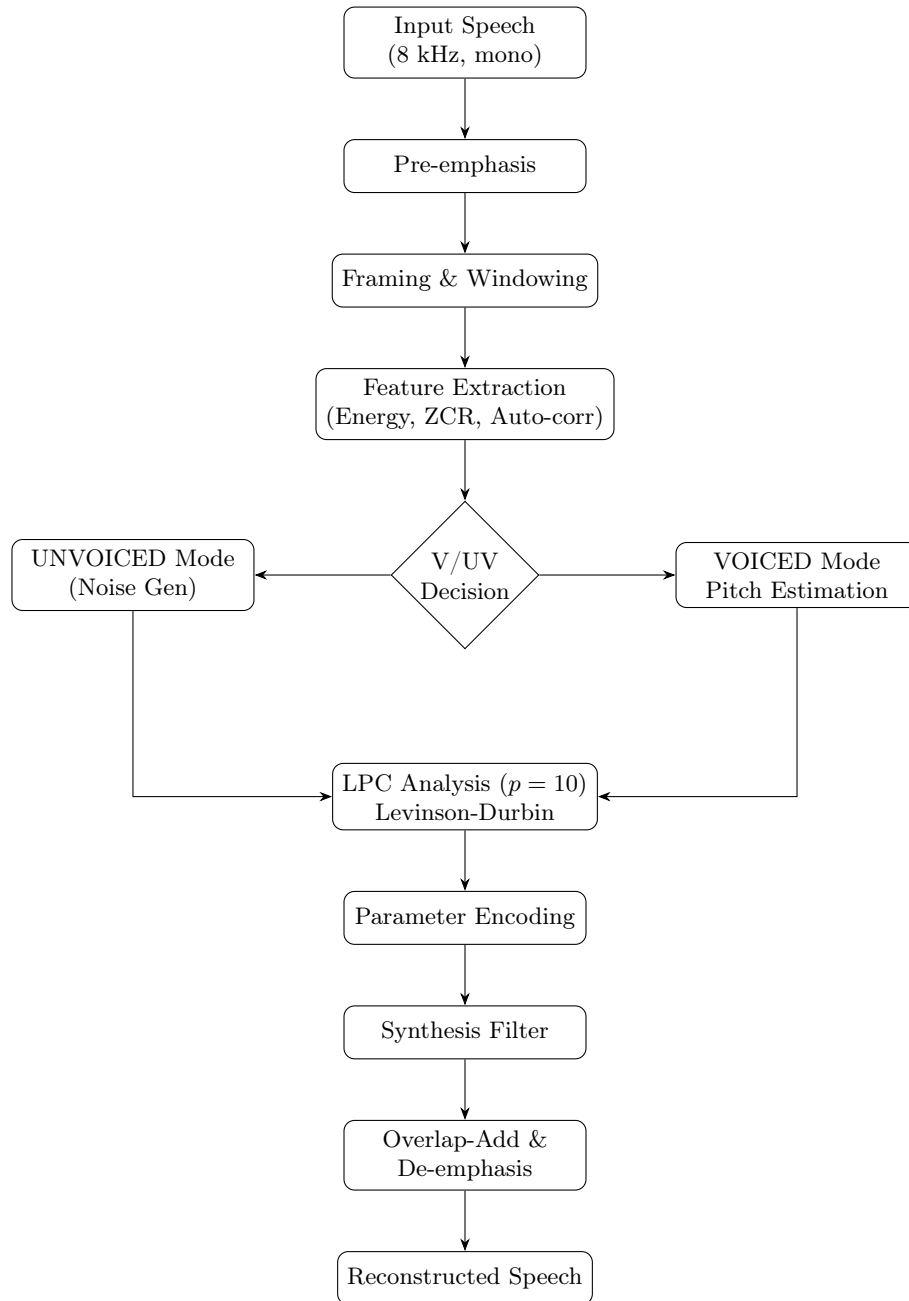 Input Speech
(8 kHz, mono)
Pre-emphasis
Framing & Windowing
Feature Extraction
(Energy, ZCR, Auto-corr)
UNVOICED Mode
(Noise Gen)
V/UV
Decision
VOICED Mode
Pitch Estimation
LPC Analysis (p = 10)
Levinson-Durbin
Parameter Encoding
Synthesis Filter
Overlap-Add &
De-emphasis
Reconstructed Speech